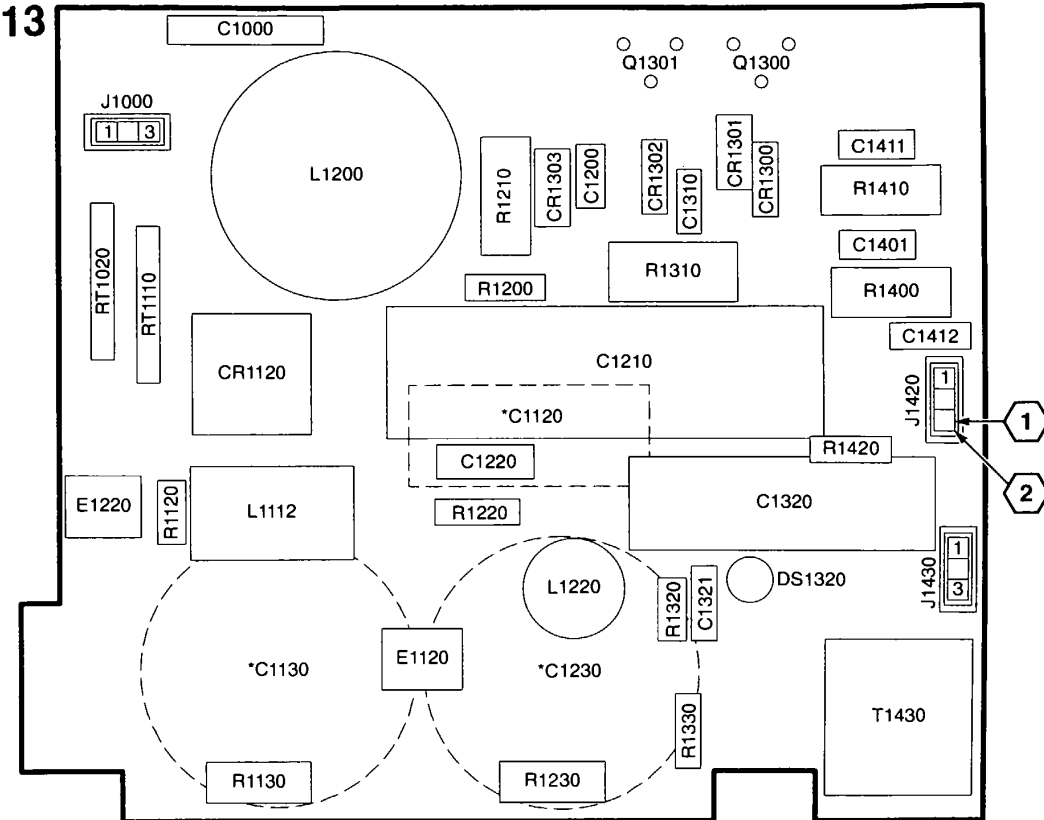 13
C1000
Q1301
Q1300
J1000
1 3
L1200
R1210
CR1303
C1200
CR1302
C1310
CR1301
CR1300
C1411
R1410
RT1020
RT1110
C1401
R1200
R1310
R1400
CR1120
C1210
C1412
*C1120
J1420
1
1
R1420
C1220
2
E1220
R1120
L1112
R1220
C1320
J1430
1
3
L1220
R1320
C1321
DS1320
*C1130
E1120
*C1230
R1330
T1430
R1130
R1230